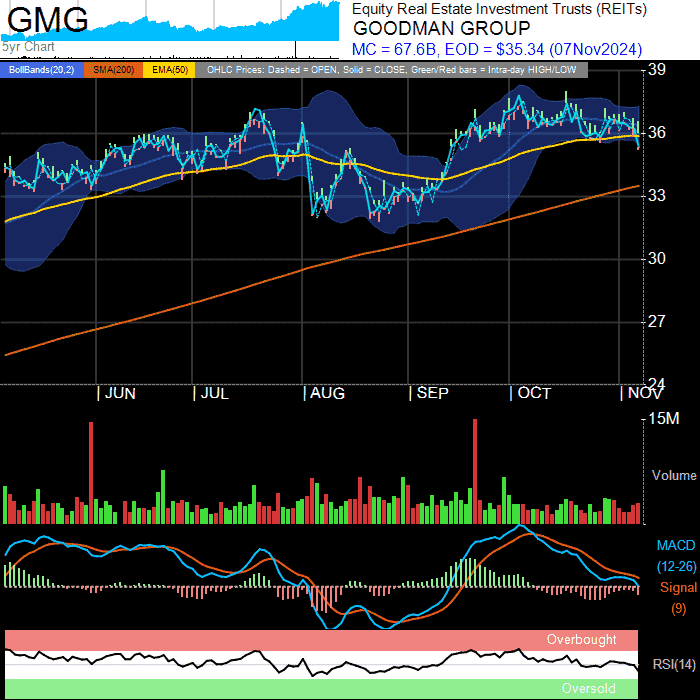 GMG
5yr Chart
Equity Real Estate Investment Trusts (REITs)
GOODMAN GROUP
MC = 67.6B, EOD = $35.34 (07Nov2024)
BollBands(20,2) SMA(200) EMA(50) OHLC Prices: Dashed = OPEN, Solid = CLOSE, Green/Red bars = Intra-day HIGH/LOW
39
36
33
30
27
24
JUN JUL AUG SEP OCT NOV
15M
Volume
MACD
(12-26)
Signal
(9)
Overbought
RSI(14)
Oversold